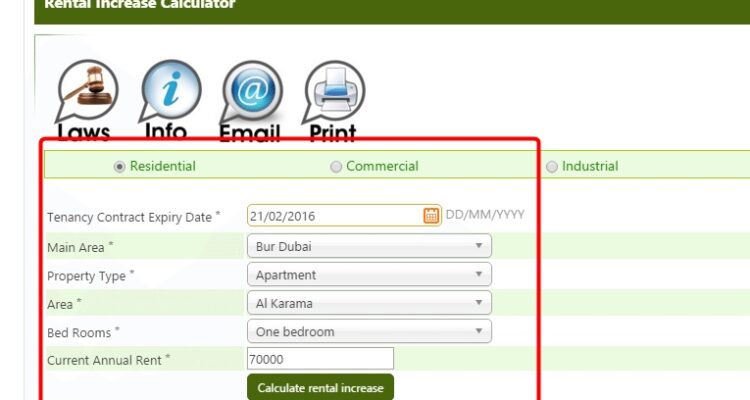 Rental Increase Calculator
Laws Info Email Print
Residential Commercial Industrial
Tenancy Contract Expiry Date * 21/02/2016 DD/MM/YYYY
Main Area * Bur Dubai
Property Type * Apartment
Area * Al Karama
Bed Rooms * One bedroom
Current Annual Rent * 70000
Calculate rental increase